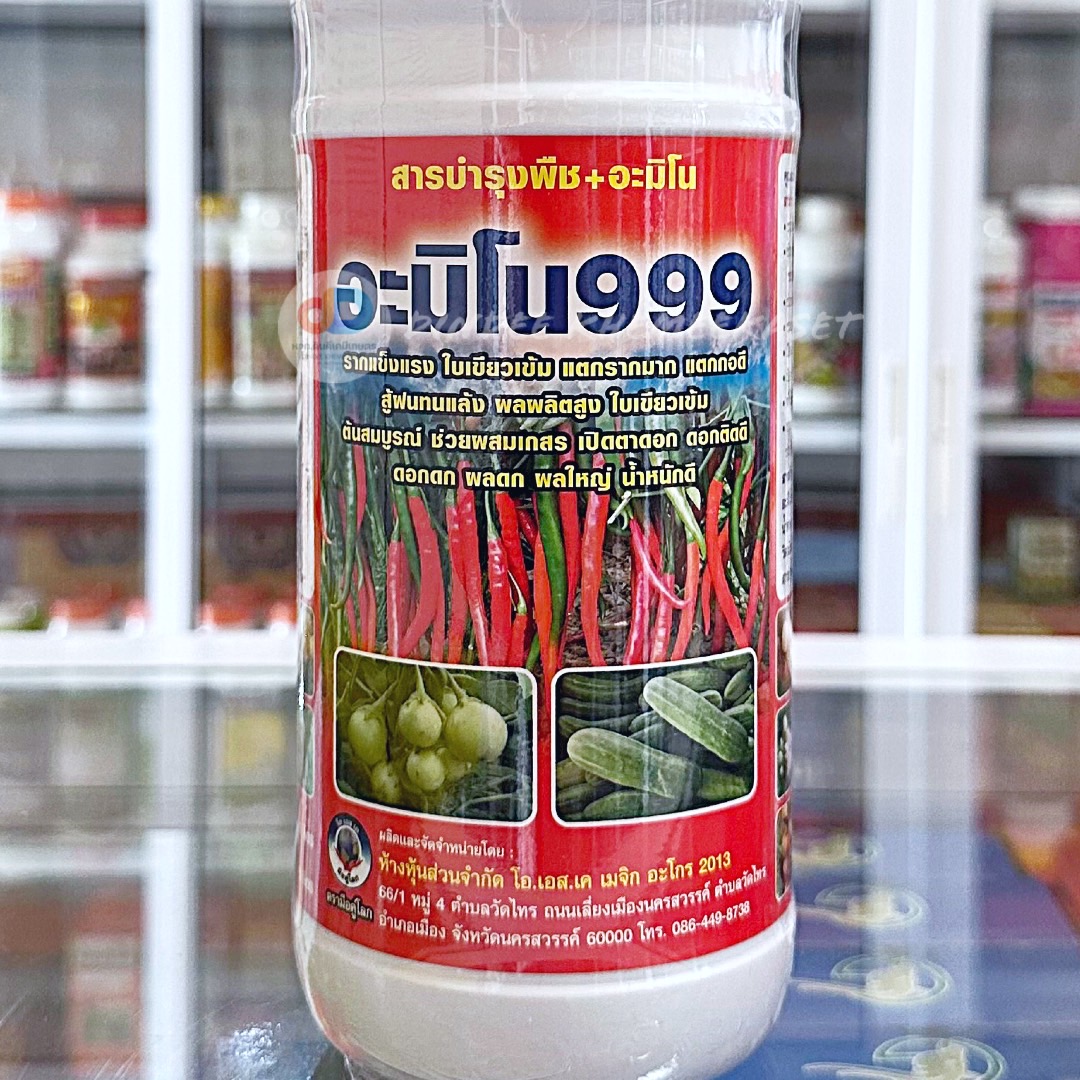 สารบำรุงพืช+อะมิโน
อะมิโน999
รากแข็งแรง ใบเขียวเข้ม แตกรากมาก แตกกอดี
สู้ฝนทนแล้ง ผลผลิตสูง ใบเขียวเข้ม
ต้นสมบูรณ์ ช่วยผสมเกสร เปิดตาดอก ดอกติดดี
ดอกดก ผลดก ผลใหญ่ น้ำหนักดี
ผลิตและจัดจำหน่ายโดย :
ห้างหุ้นส่วนจำกัด โอ.เอส.เค เมจิก อะโกร 2013
66/1 หมู่ 4 ตำบลวัดไทร ถนนเลี่ยงเมืองนครสวรรค์ ตำบลวัดไทร
อำเภอเมือง จังหวัดนครสวรรค์ 60000 โทร. 086-449-8738
ตรามือคู่โลก